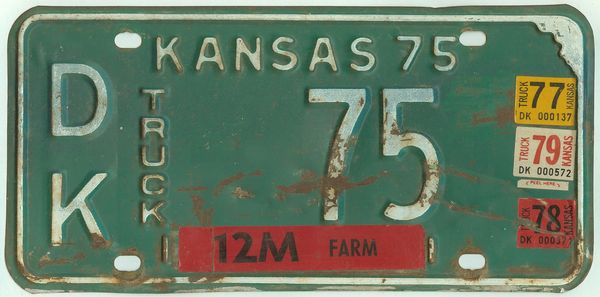 KANSAS 75
DK
TRUCK
75
12M FARM
TRUCK 77 KANSAS
DK 000137
TRUCK 79 KANSAS
DK 000572
(PEEL HERE)
TRUCK 78 KANSAS